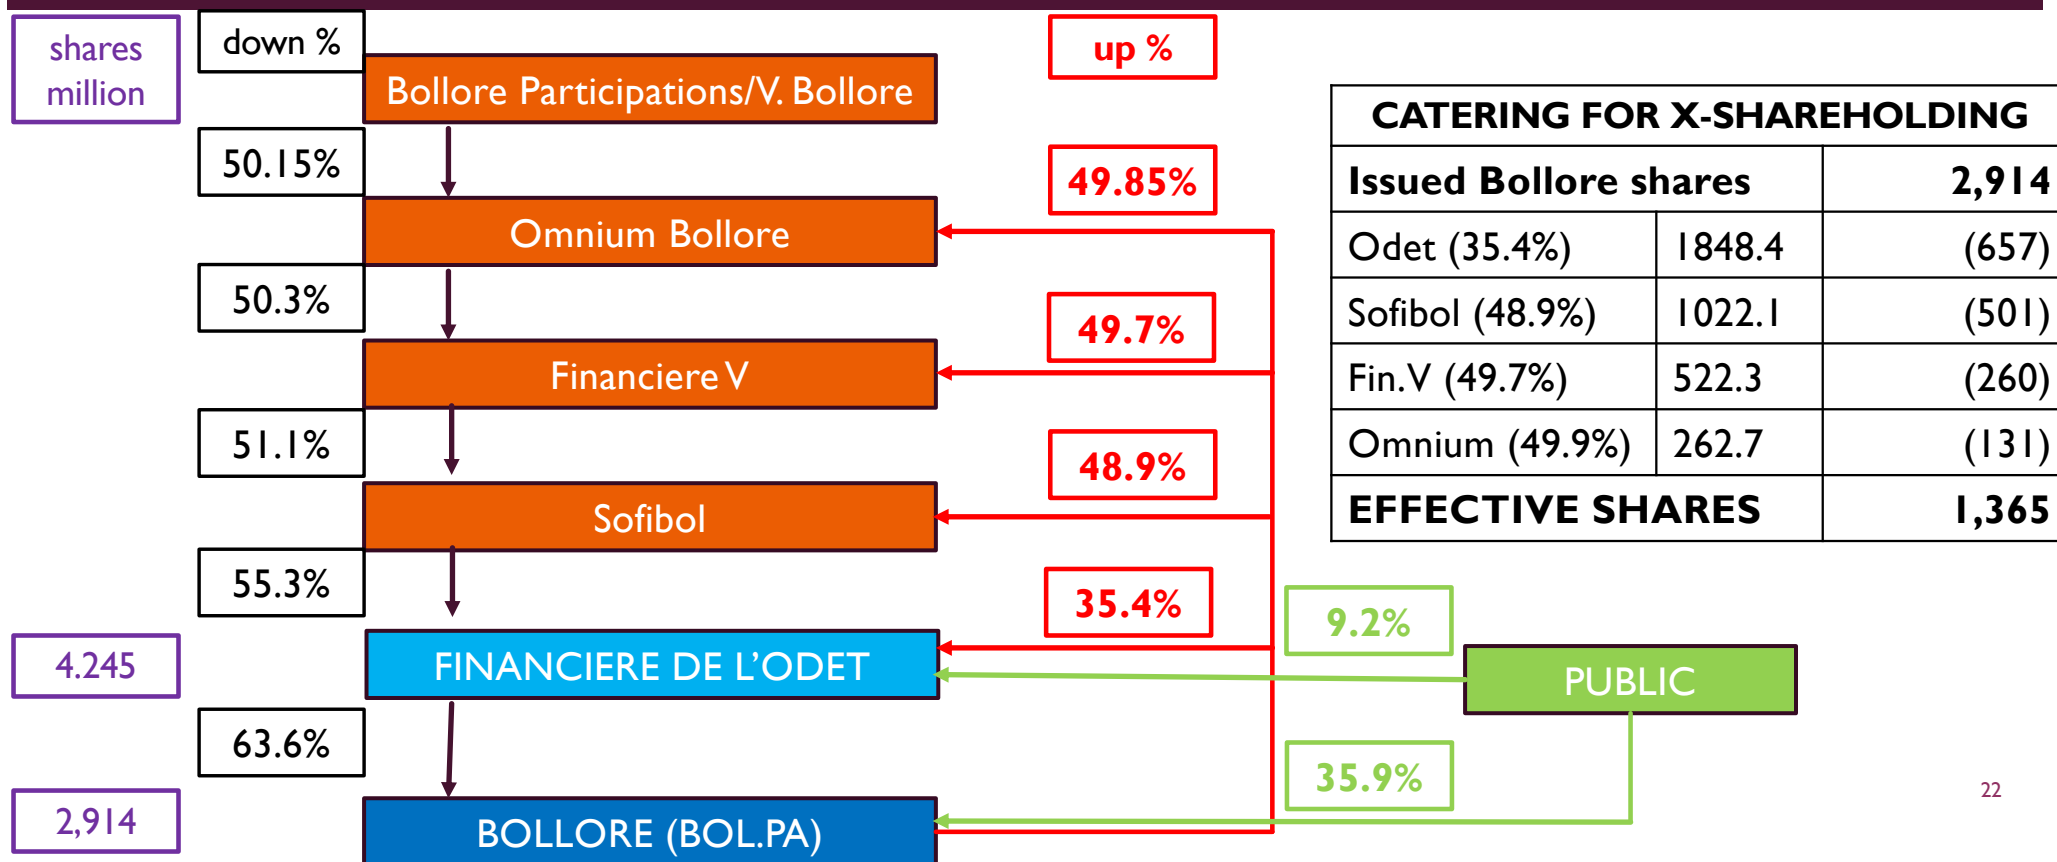 shares
million
down %
up %
Bollore Participations/V. Bollore
50.15%
49.85%
Omnium Bollore
50.3%
49.7%
Financiere V
51.1%
48.9%
Sofibol
55.3%
35.4%
9.2%
4.245
FINANCIERE DE L’ODET
PUBLIC
63.6%
35.9%
2,914
BOLLORE (BOL.PA)
CATERING FOR X-SHAREHOLDING
Issued Bollore shares 2,914
Odet (35.4%) 1848.4 (657)
Sofibol (48.9%) 1022.1 (501)
Fin.V (49.7%) 522.3 (260)
Omnium (49.9%) 262.7 (131)
EFFECTIVE SHARES 1,365
22